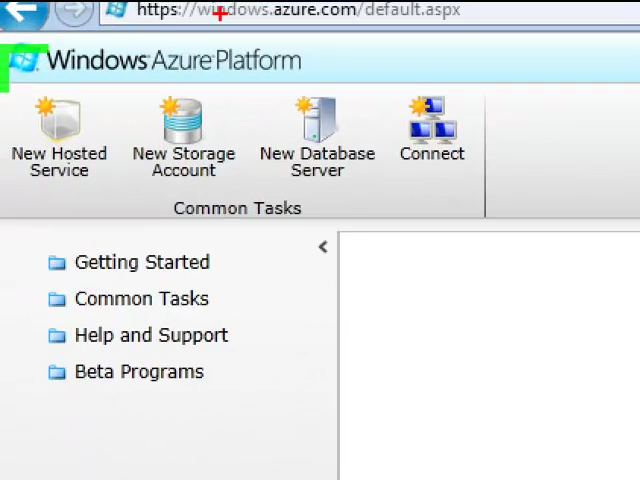 https://windows.azure.com/default.aspx
Windows Azure Platform
New Hosted Service
New Storage Account
New Database Server
Connect
Common Tasks
Getting Started
Common Tasks
Help and Support
Beta Programs